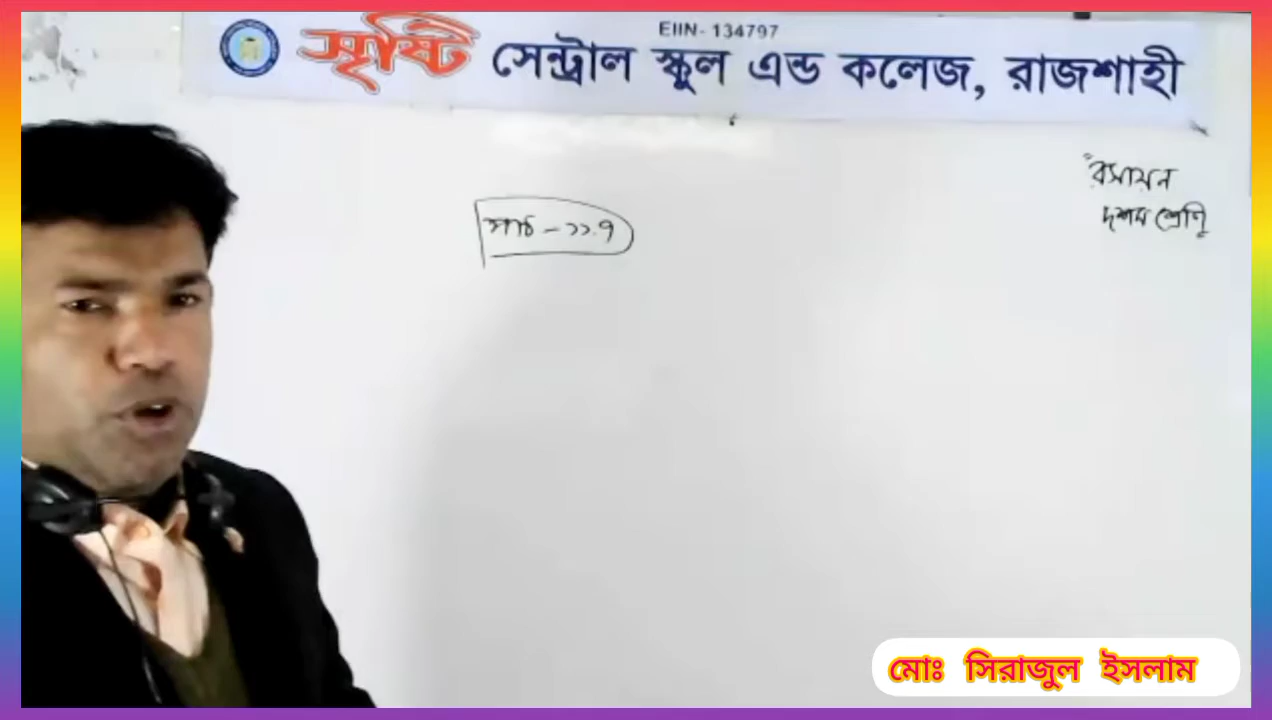 EIIN- 134797
সৃষ্টি সেন্ট্রাল স্কুল এন্ড কলেজ, রাজশাহী
রসায়ন
দশম শ্রেণি
পাঠ - ১১.৭
মোঃ সিরাজুল ইসলাম